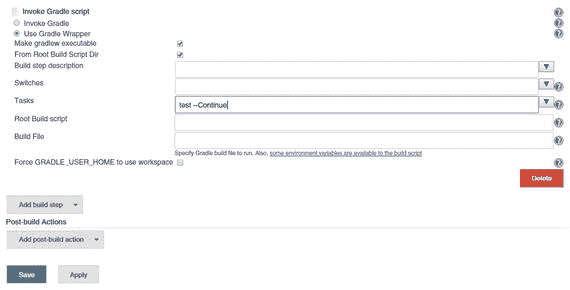 Invoke Gradle script
Invoke Gradle
Use Gradle Wrapper
Make gradlew executable
From Root Build Script Dir
Build step description
Switches
Tasks
test --Continue
Root Build script
Build File
Specify Gradle build file to run. Also, some environment variables are available to the build script
Force GRADLE_USER_HOME to use workspace
Delete
Add build step
Post-build Actions
Add post-build action
Save
Apply